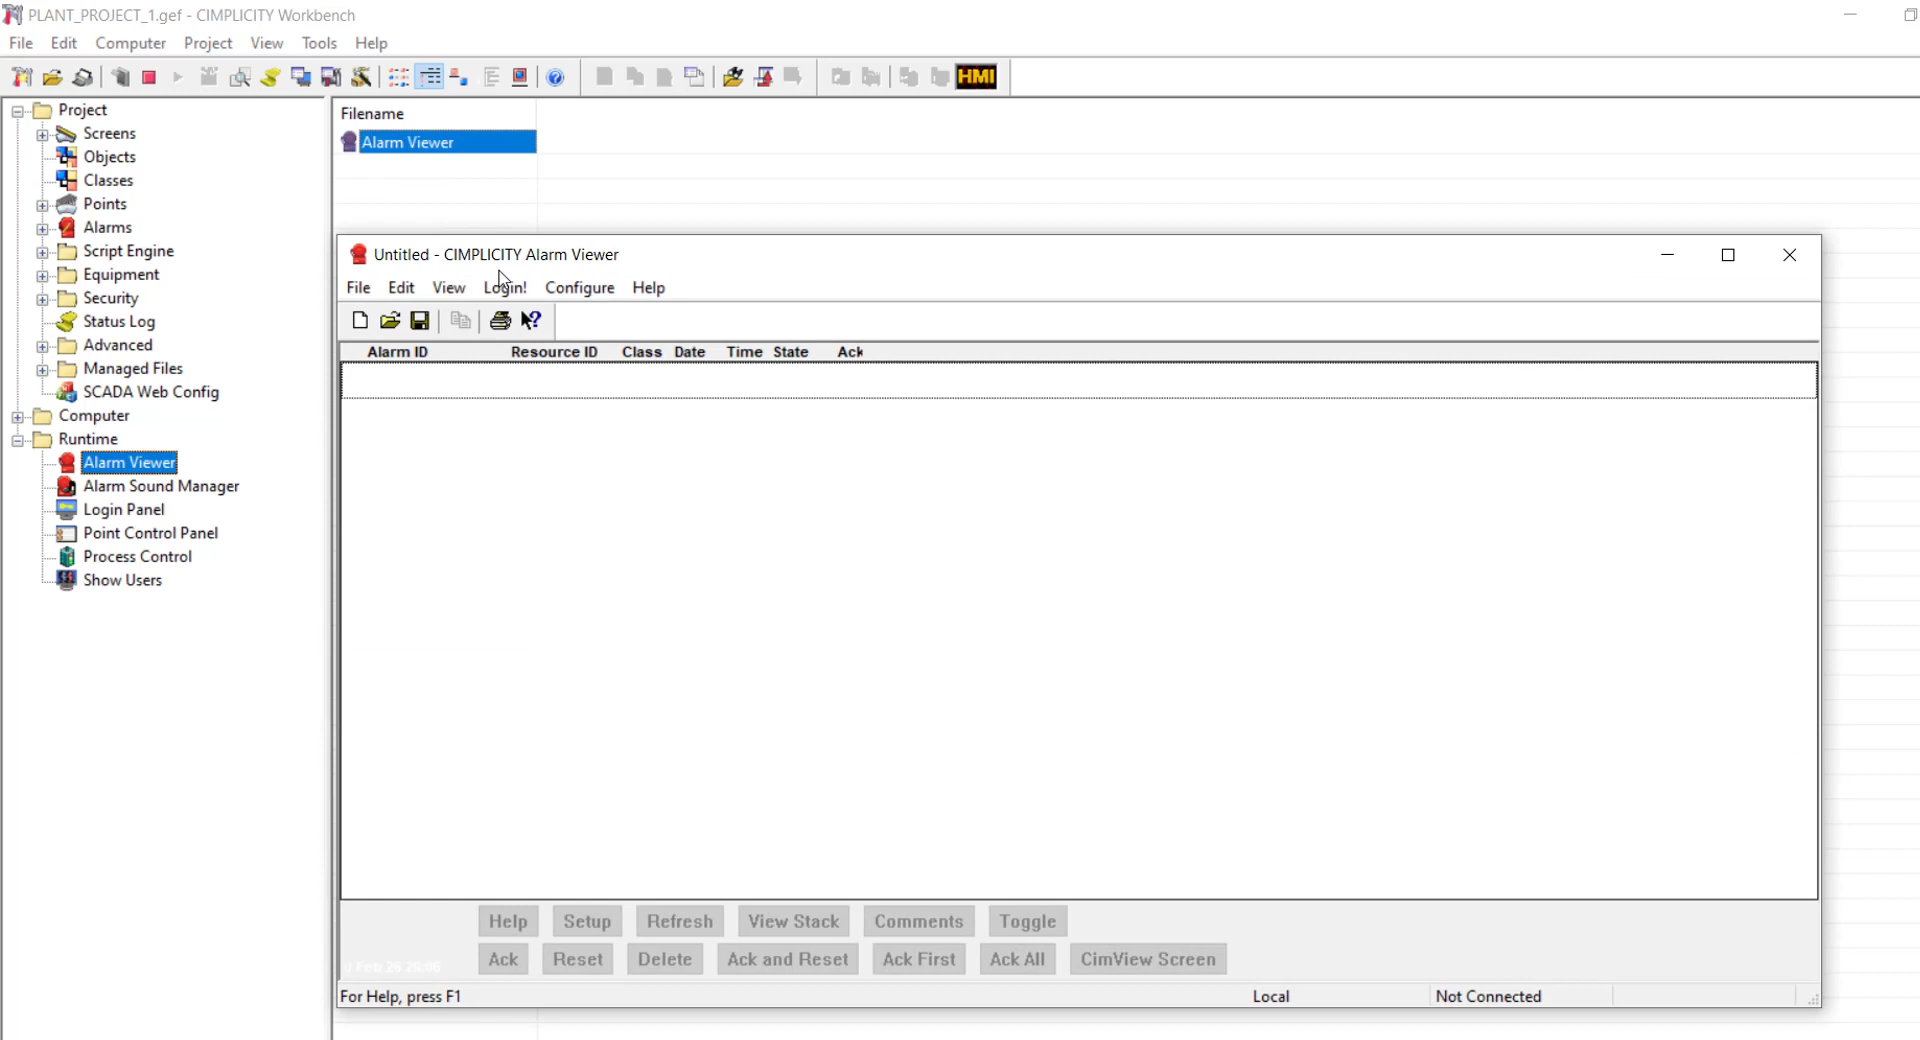 PLANT_PROJECT_1.gef - CIMPLICITY Workbench
File Edit Computer Project View Tools Help
HMI
Project
Screens
Objects
Classes
Points
Alarms
Script Engine
Equipment
Security
Status Log
Advanced
Managed Files
SCADA Web Config
Computer
Runtime
Alarm Viewer
Alarm Sound Manager
Login Panel
Point Control Panel
Process Control
Show Users
Filename
Alarm Viewer
Untitled - CIMPLICITY Alarm Viewer
File Edit View Login! Configure Help
Alarm ID Resource ID Class Date Time State Ack
Help Setup Refresh View Stack Comments Toggle
Ack Reset Delete Ack and Reset Ack First Ack All CimView Screen
For Help, press F1 Local Not Connected